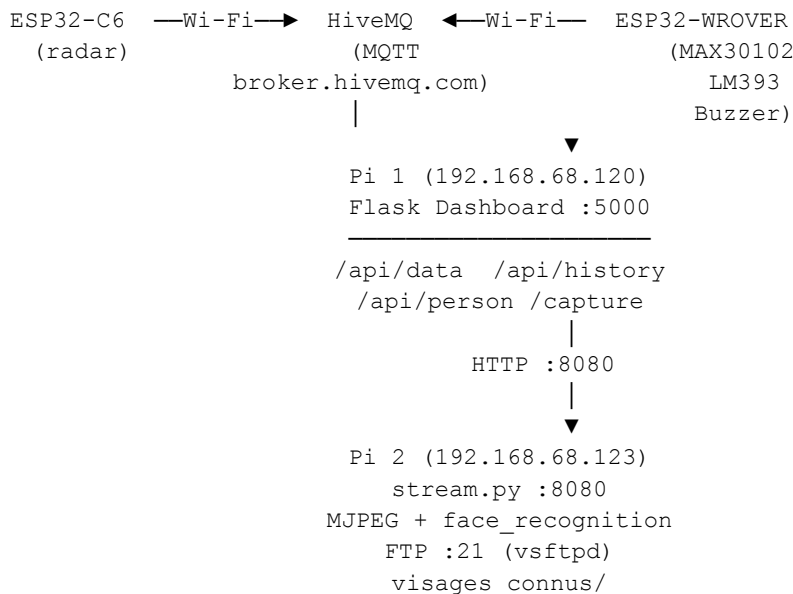 ESP32-C6 ──Wi-Fi──► HiveMQ ◄──Wi-Fi── ESP32-WROVER
(radar) (MQTT (MAX30102
broker.hivemq.com) LM393
│ Buzzer)
▼
Pi 1 (192.168.68.120)
Flask Dashboard :5000
─────────────────────
/api/data /api/history
/api/person /capture
│
HTTP :8080
│
▼
Pi 2 (192.168.68.123)
stream.py :8080
MJPEG + face_recognition
FTP :21 (vsftpd)
visages connus/